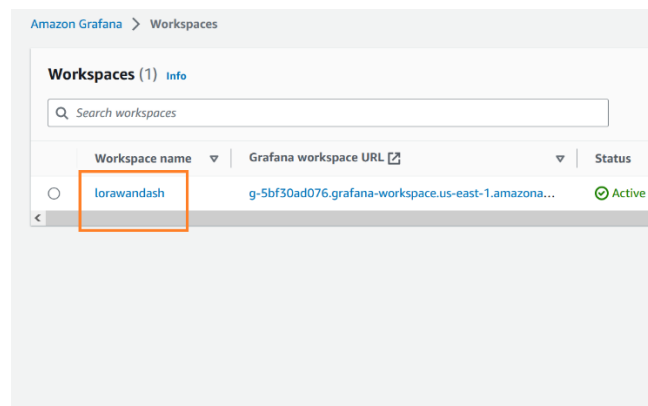 Amazon Grafana > Workspaces
Workspaces (1) Info
Search workspaces
Workspace name Grafana workspace URL Status
lorawandash g-5bf30ad076.grafana-workspace.us-east-1.amazona... Active